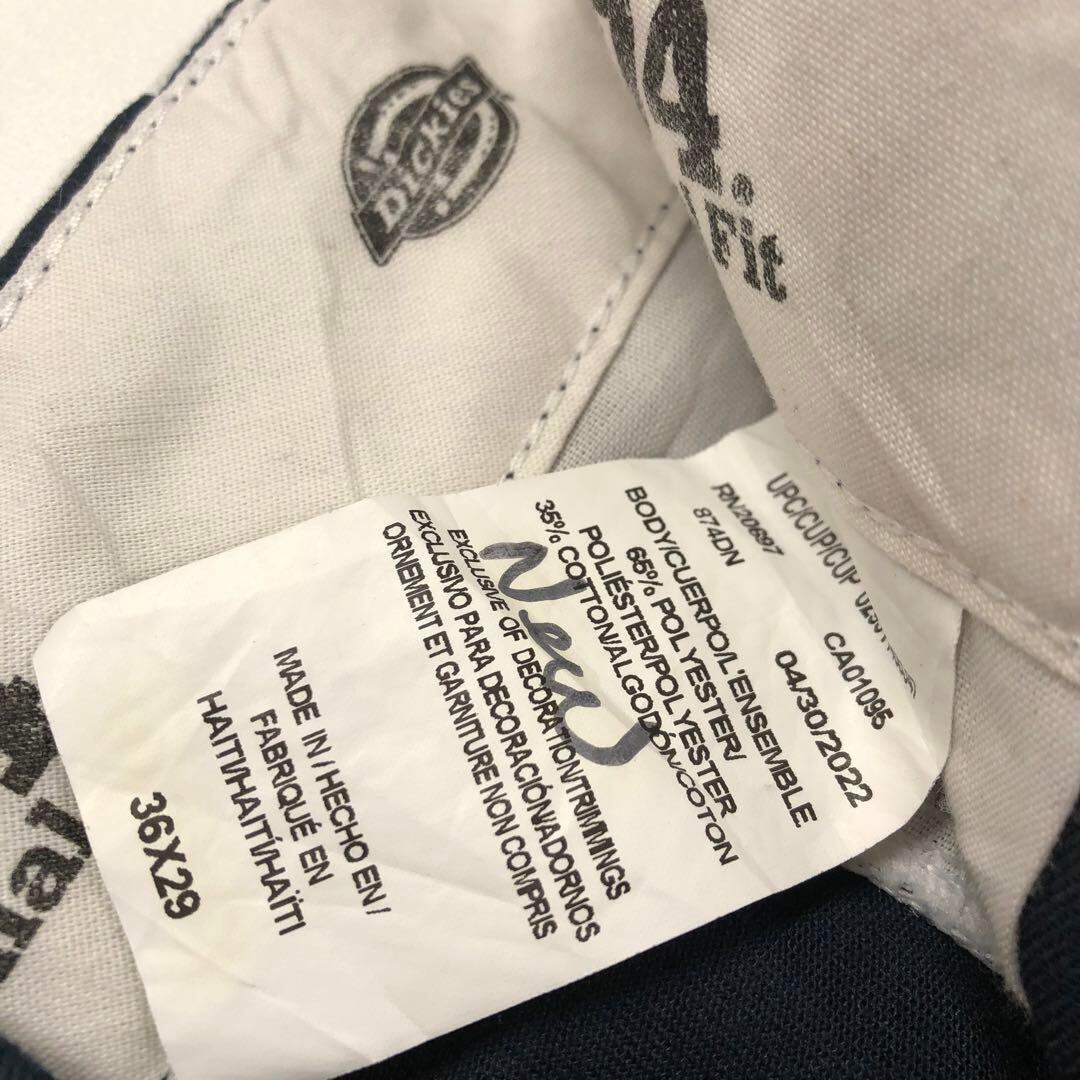 Dickies
4.®
Fit
UPC/CUP/CUP
RN20697 CA01095
874DN 04/30/2022
BODY/CUERPO/L'ENSEMBLE
65% POLYESTER/
POLIÉSTER/POLYESTER
35% COTTON/ALGODÓN/COTON
New
EXCLUSIVE OF DECORATION/TRIMMINGS
EXCLUSIVO PARA DECORACIÓN/ADORNOS
ORNEMENT ET GARNITURE NON COMPRIS
MADE IN / HECHO EN /
FABRIQUÉ EN
HAITI/HAITÍ/HAÏTI
36X29